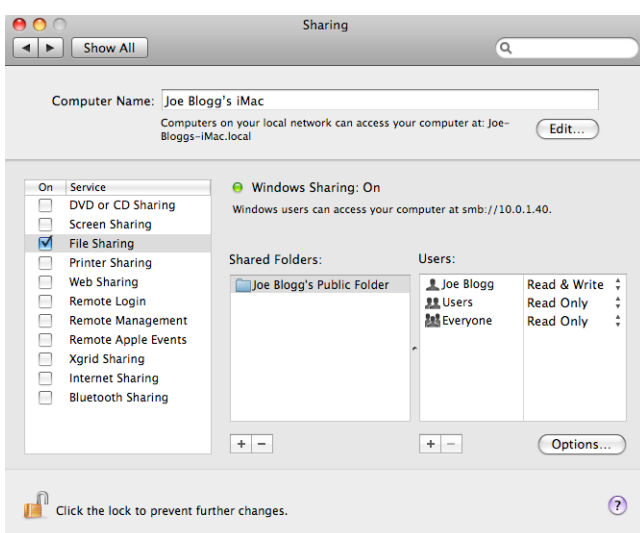 Sharing
Show All
Computer Name: Joe Blogg's iMac
Computers on your local network can access your computer at: Joe-
Bloggs-iMac.local
Edit...
On Service
DVD or CD Sharing
Screen Sharing
File Sharing
Printer Sharing
Web Sharing
Remote Login
Remote Management
Remote Apple Events
Xgrid Sharing
Internet Sharing
Bluetooth Sharing
Windows Sharing: On
Windows users can access your computer at smb://10.0.1.40.
Shared Folders:
Joe Blogg's Public Folder
Users:
Joe Blogg Read & Write
Users Read Only
Everyone Read Only
+ −
+ −
Options...
Click the lock to prevent further changes.
?